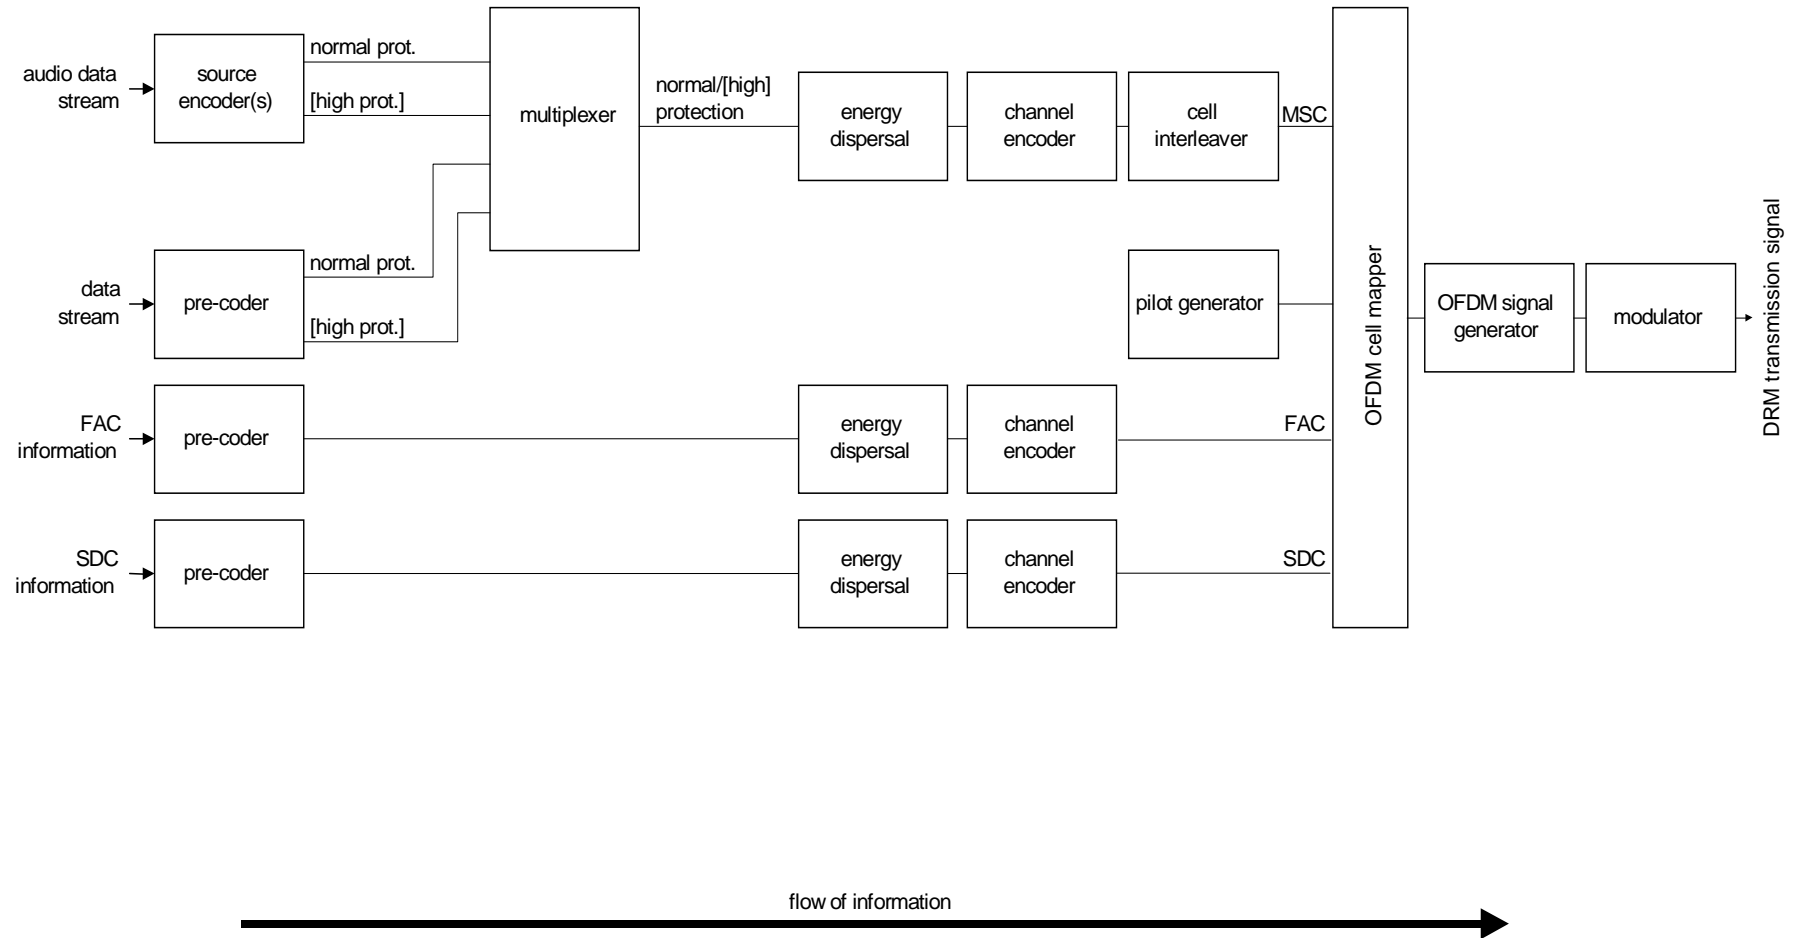 normal prot.
audio data
stream
source
encoder(s)
[high prot.]
multiplexer
normal/[high]
protection
energy
dispersal
channel
encoder
cell
interleaver
MSC
data
stream
pre-coder
normal prot.
[high prot.]
pilot generator
OFDM cell mapper
OFDM signal
generator
modulator
DRM transmission signal
FAC
information
pre-coder
energy
dispersal
channel
encoder
FAC
SDC
information
pre-coder
energy
dispersal
channel
encoder
SDC
flow of information